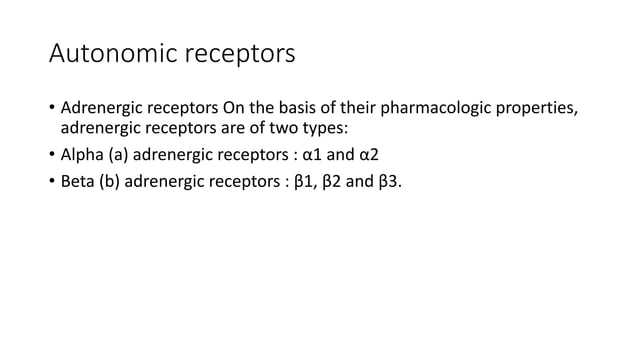 Autonomic receptors
• Adrenergic receptors On the basis of their pharmacologic properties,
adrenergic receptors are of two types:
• Alpha (a) adrenergic receptors : α1 and α2
• Beta (b) adrenergic receptors : β1, β2 and β3.